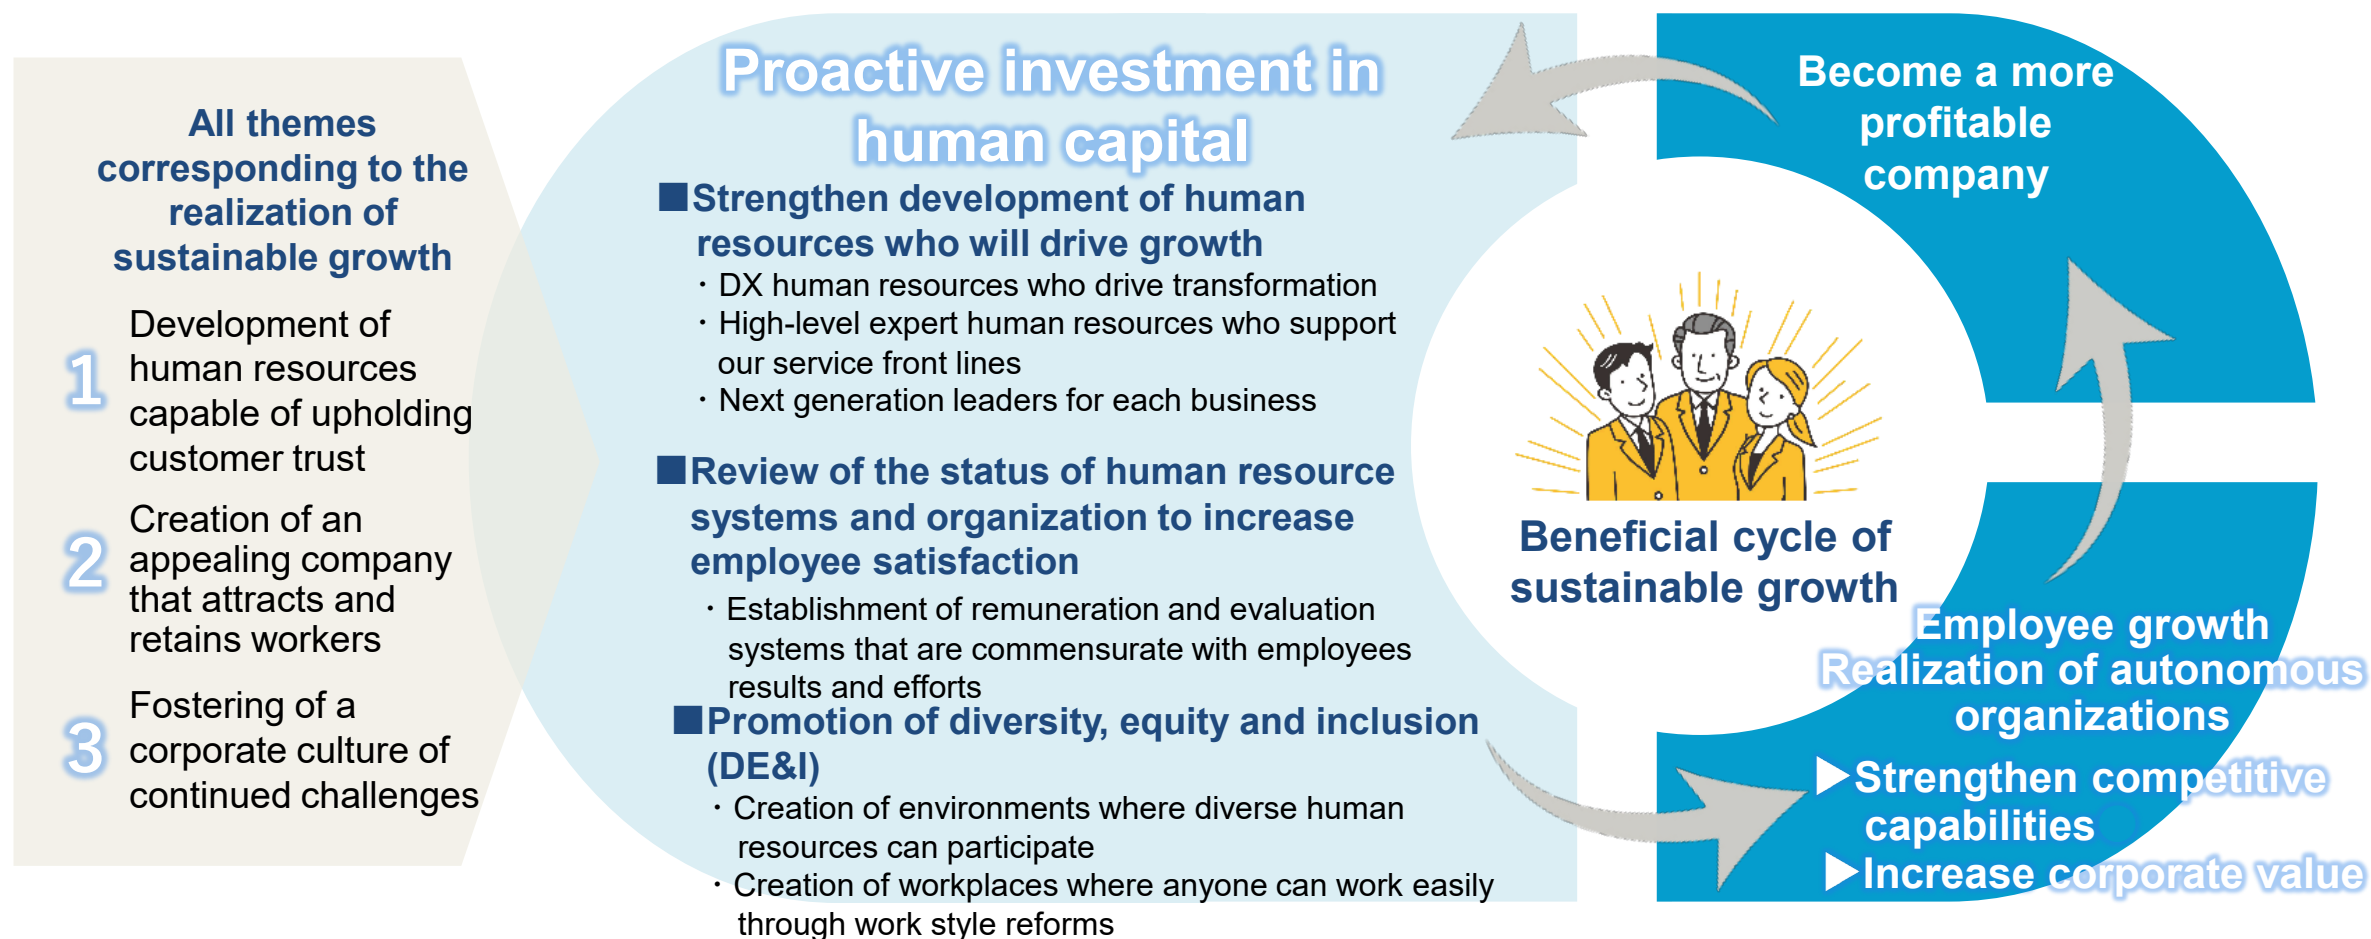 All themes
corresponding to the
realization of
sustainable growth
1
Development of
human resources
capable of upholding
customer trust
2
Creation of an
appealing company
that attracts and
retains workers
3
Fostering of a
corporate culture of
continued challenges
Proactive investment in
human capital
■Strengthen development of human
resources who will drive growth
・DX human resources who drive transformation
・High-level expert human resources who support
our service front lines
・Next generation leaders for each business
■Review of the status of human resource
systems and organization to increase
employee satisfaction
・Establishment of remuneration and evaluation
systems that are commensurate with employees
results and efforts
■Promotion of diversity, equity and inclusion
(DE&I)
・Creation of environments where diverse human
resources can participate
・Creation of workplaces where anyone can work easily
through work style reforms
Become a more
profitable
company
Beneficial cycle of
sustainable growth
Employee growth
Realization of autonomous
organizations
▶Strengthen competitive
capabilities
▶Increase corporate value